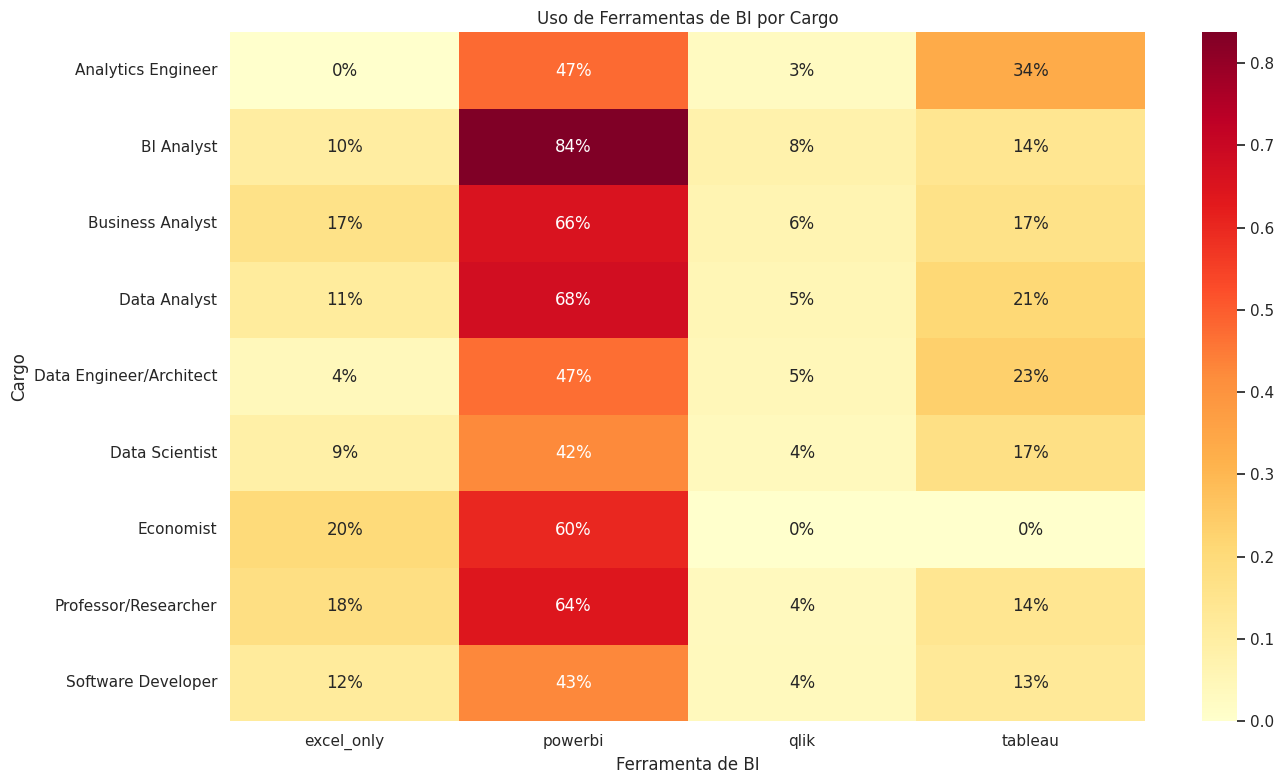 Uso de Ferramentas de BI por Cargo
Analytics Engineer 0% 47% 3% 34%
BI Analyst 10% 84% 8% 14%
Business Analyst 17% 66% 6% 17%
Data Analyst 11% 68% 5% 21%
Data Engineer/Architect 4% 47% 5% 23%
Data Scientist 9% 42% 4% 17%
Economist 20% 60% 0% 0%
Professor/Researcher 18% 64% 4% 14%
Software Developer 12% 43% 4% 13%
excel_only powerbi qlik tableau
Ferramenta de BI
Cargo
0.8
0.7
0.6
0.5
0.4
0.3
0.2
0.1
0.0